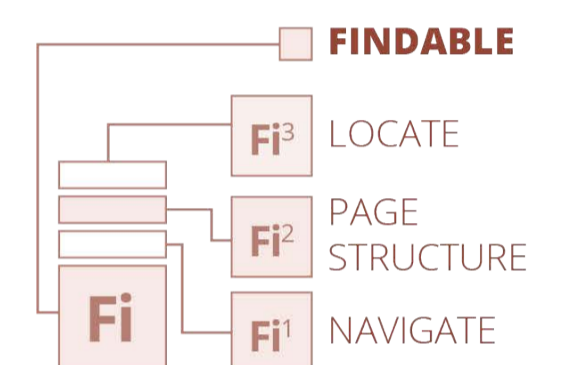 FINDABLE
Fi³ LOCATE
Fi² PAGE
STRUCTURE
Fi
Fi¹ NAVIGATE